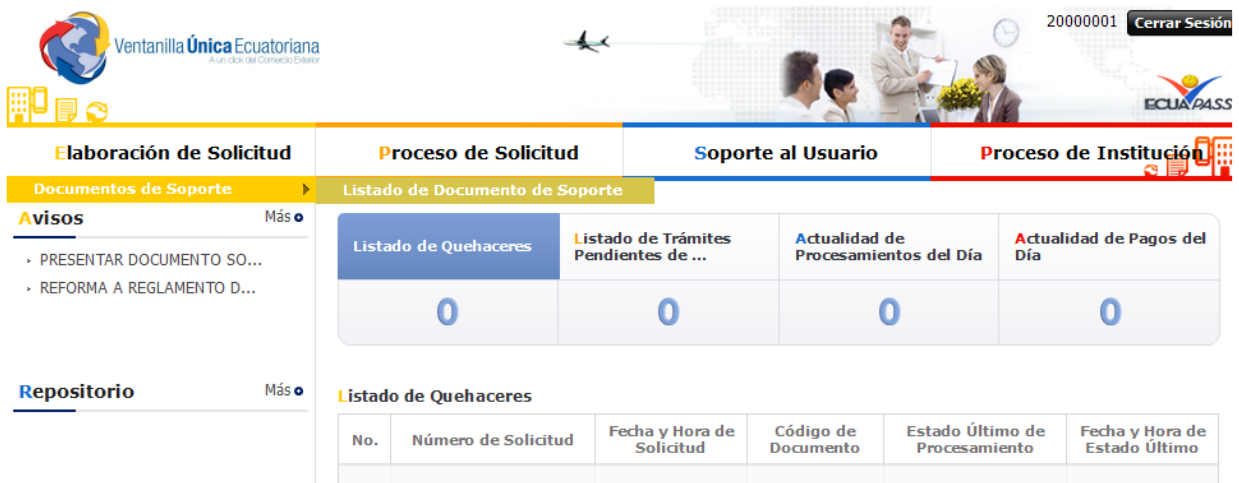 Ventanilla Única Ecuatoriana
A un click del Comercio Exterior
20000001 Cerrar Sesión
ECUAPASS
Elaboración de Solicitud
Proceso de Solicitud
Soporte al Usuario
Proceso de Institución
Documentos de Soporte
Listado de Documento de Soporte
Avisos Más
PRESENTAR DOCUMENTO SO...
REFORMA A REGLAMENTO D...
Listado de Quehaceres
Listado de Trámites
Pendientes de ...
Actualidad de
Procesamientos del Día
Actualidad de Pagos del
Día
0 0 0 0
Repositorio Más
Listado de Quehaceres
No.
Número de Solicitud
Fecha y Hora de
Solicitud
Código de
Documento
Estado Último de
Procesamiento
Fecha y Hora de
Estado Último